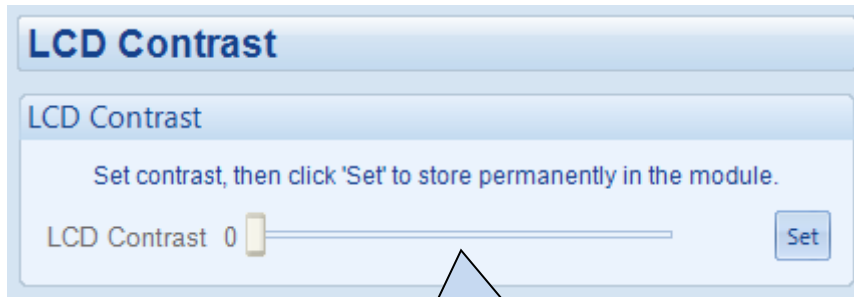 LCD Contrast
LCD Contrast
Set contrast, then click 'Set' to store permanently in the module.
LCD Contrast 0 Set